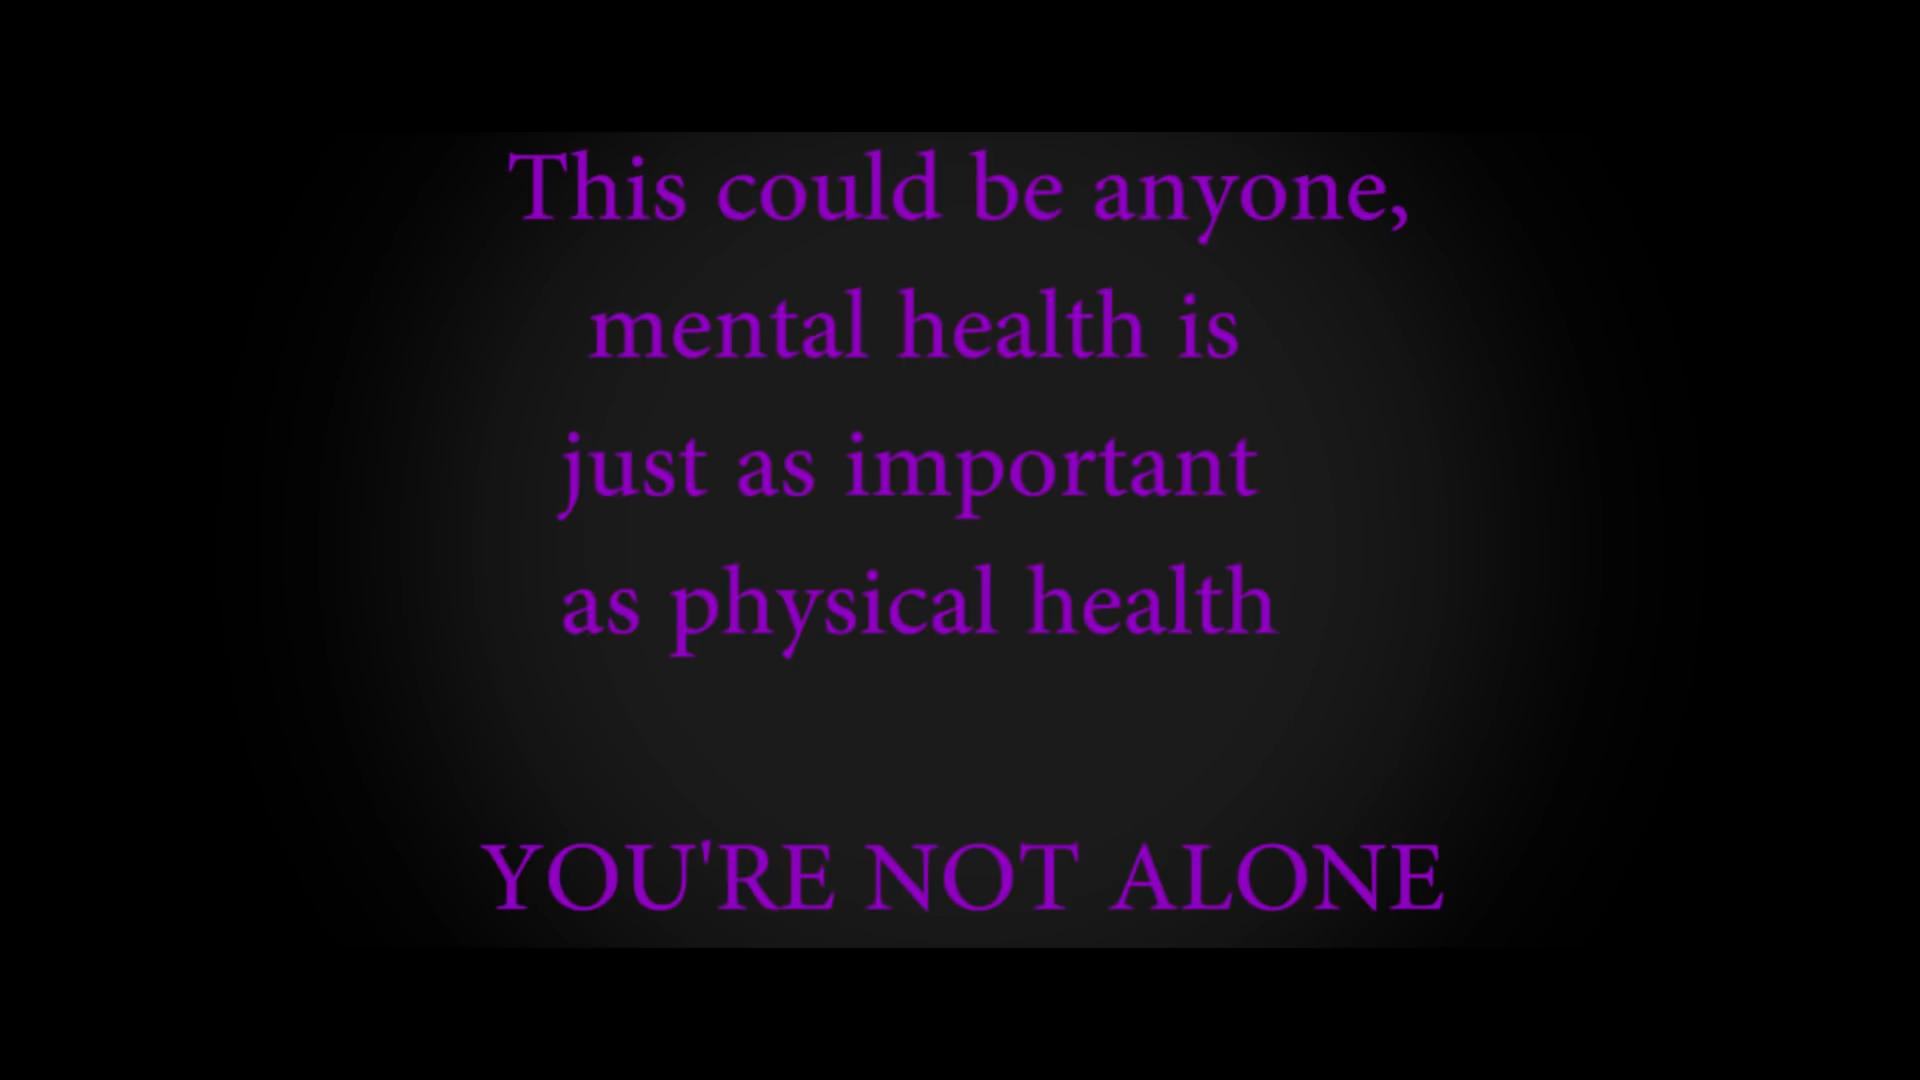 This could be anyone,
mental health is
just as important
as physical health
YOU'RE NOT ALONE